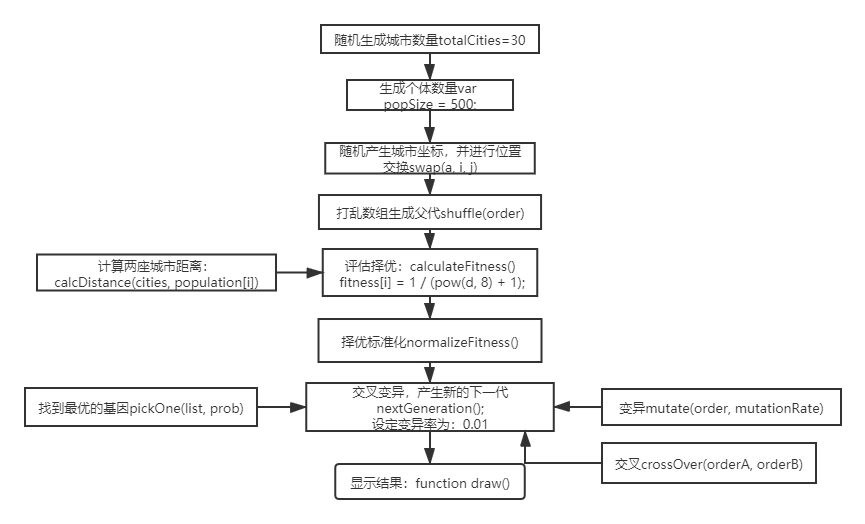 随机生成城市数量totalCities=30
生成个体数量var
popSize = 500;
随机产生城市坐标，并进行位置
交换swap(a, i, j)
打乱数组生成父代shuffle(order)
计算两座城市距离：
calcDistance(cities, population[i])
评估择优：calculateFitness()
fitness[i] = 1 / (pow(d, 8) + 1);
择优标准化normalizeFitness()
找到最优的基因pickOne(list, prob)
交叉变异，产生新的下一代
nextGeneration();
设定变异率为：0.01
变异mutate(order, mutationRate)
交叉crossOver(orderA, orderB)
显示结果：function draw()